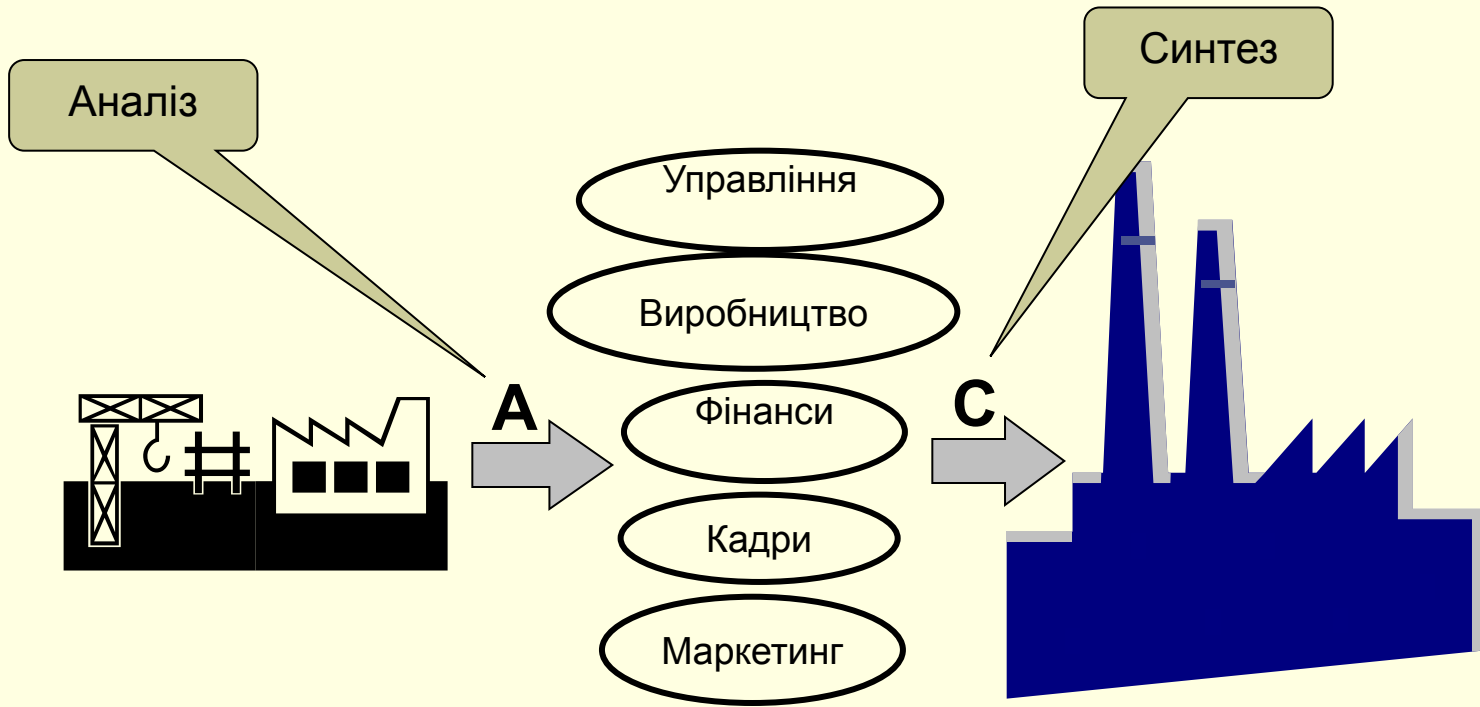 Аналіз
Синтез
Управління
Виробництво
Фінанси
Кадри
Маркетинг
А
С